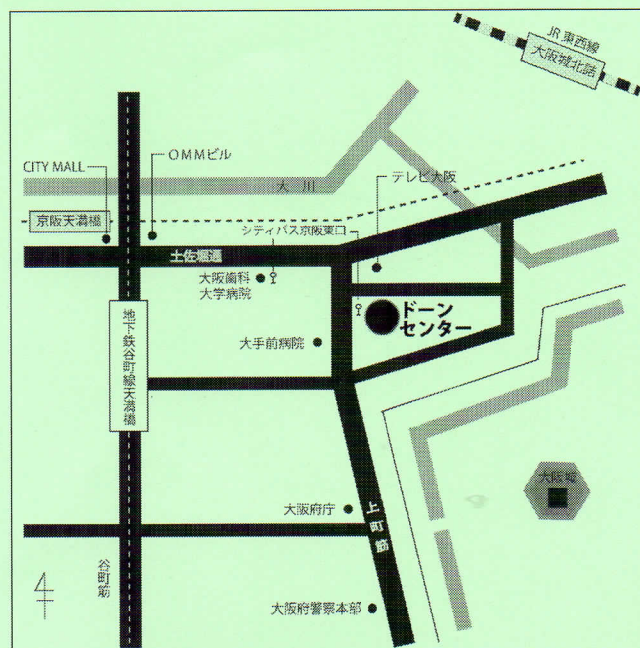 JR 東西線
大阪城北詰
CITY MALL
OMMビル
大川
テレビ大阪
京阪天満橋
シティバス京阪東口
土佐堀通
大阪歯科
大学病院
ドーン
センター
大手前病院
地下鉄谷町線天満橋
大阪城
大阪府庁
上町筋
谷町筋
大阪府警察本部